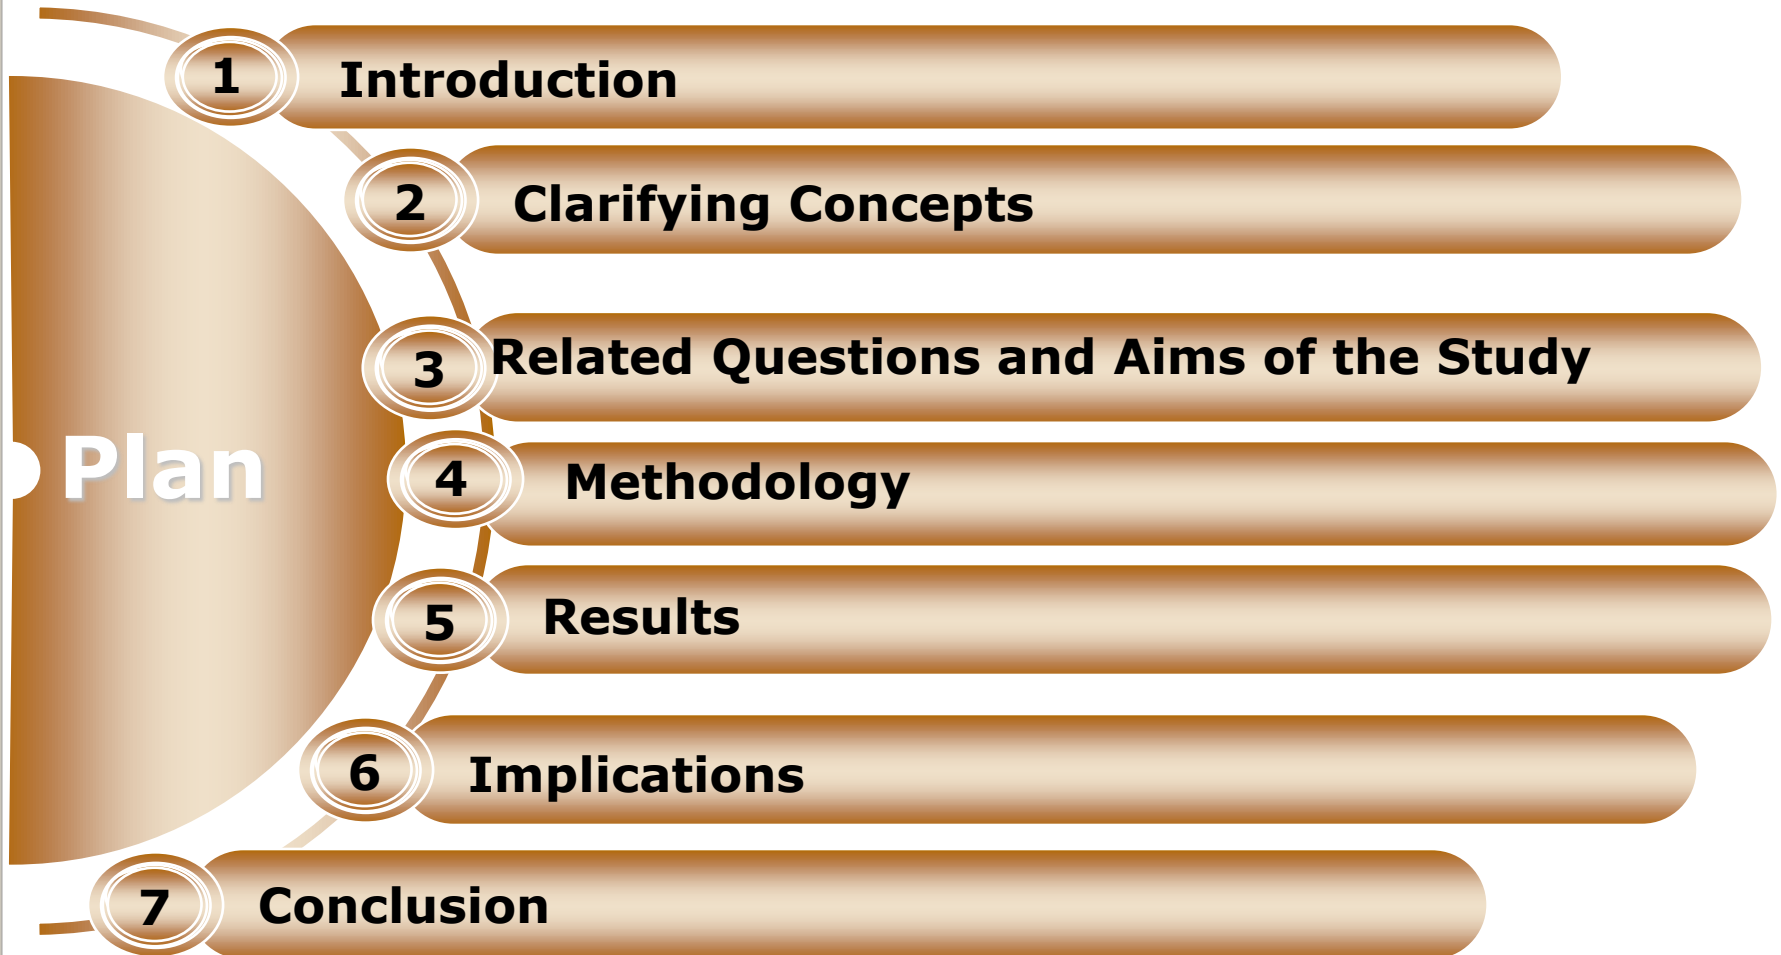 Plan
1 Introduction
2 Clarifying Concepts
3 Related Questions and Aims of the Study
4 Methodology
5 Results
6 Implications
7 Conclusion